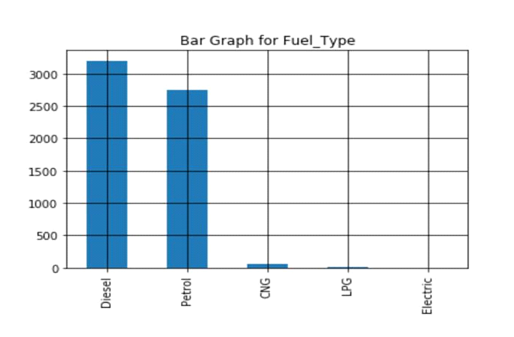 Bar Graph for Fuel_Type
3000
2500
2000
1500
1000
500
0
Diesel
Petrol
CNG
LPG
Electric